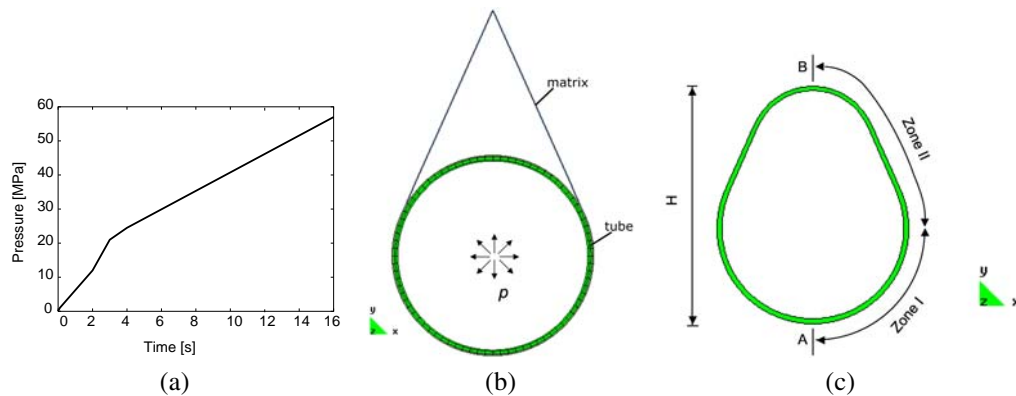 Pressure [MPa]
60
50
40
30
20
10
0
0 2 4 6 8 10 12 14 16
Time [s]
(a)
matrix
tube
p
y
z x
(b)
B
H
Zone II
Zone I
A
y
z x
(c)